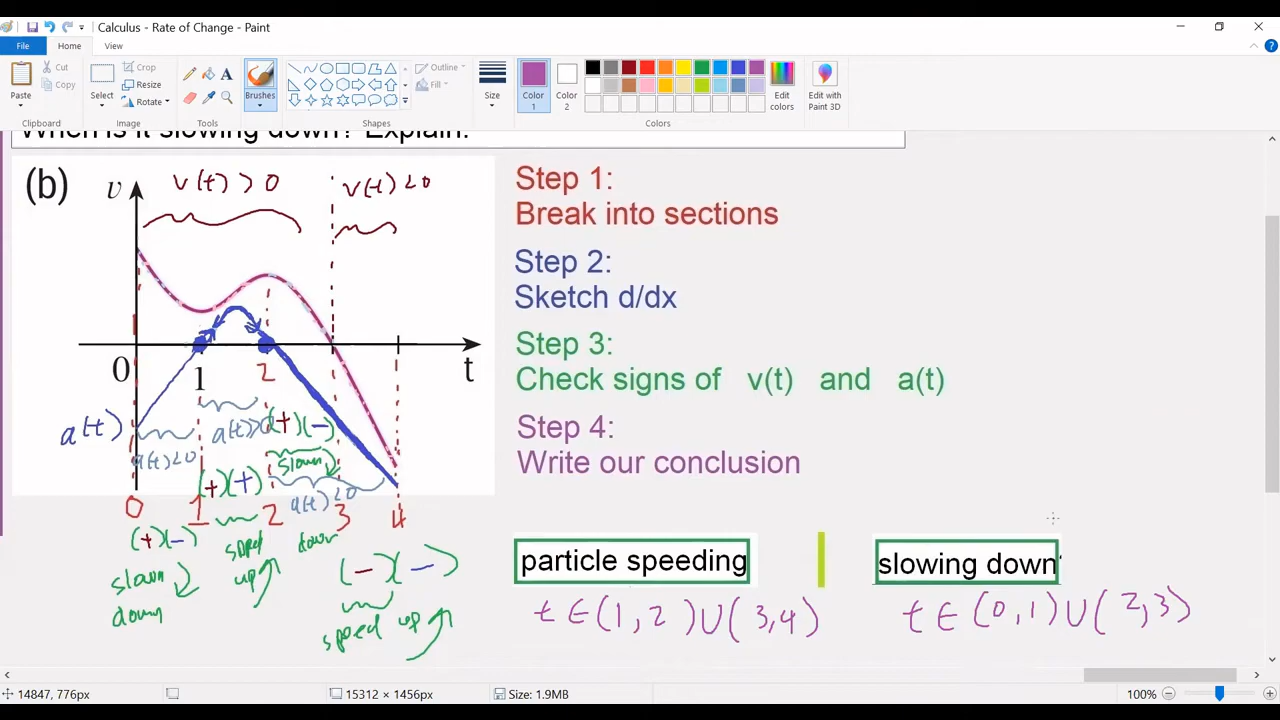 Calculus - Rate of Change - Paint
File
Home
View
Paste
Cut
Copy
Clipboard
Select
Crop
Resize
Rotate
Image
A
Tools
Brushes
Outline
Fill
Shapes
Size
Color 1
Color 2
Edit colors
Colors
Edit with Paint 3D
When is it slowing down? Explain.
(b)
v
v(t) > 0
v(t) < 0
0
1
2
t
a(t)
a(t) < 0
a(t) > 0
(+)(-)
slown
a(t) < 0
(+)(+)
0 1 2 3 4
(+)(-)
slown
down
speed
up
down
(-)(-)
speed up
Step 1:
Break into sections
Step 2:
Sketch d/dx
Step 3:
Check signs of v(t) and a(t)
Step 4:
Write our conclusion
particle speeding
slowing down
t ∈ (1,2) ∪ (3,4)
t ∈ (0,1) ∪ (2,3)
14847, 776px
15312 × 1456px
Size: 1.9MB
100%